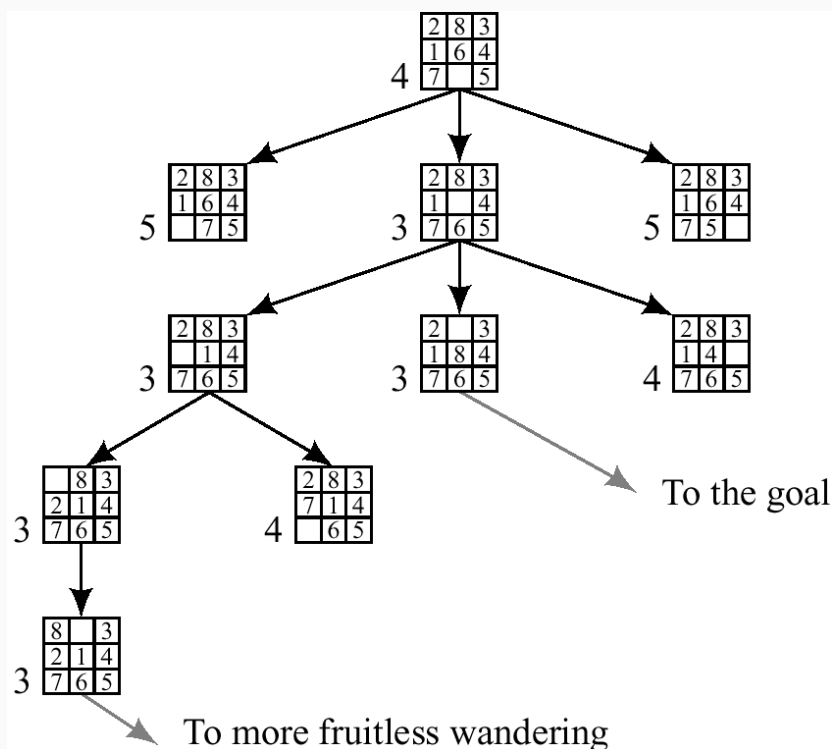 2 8 3
1 6 4
4 7 5
2 8 3 2 8 3 2 8 3
1 6 4 1 4 1 6 4
5 7 5 3 7 6 5 5 7 5
2 8 3 2 3 2 8 3
1 4 1 8 4 1 4
3 7 6 5 3 7 6 5 4 7 6 5
8 3 2 8 3
2 1 4 7 1 4
3 7 6 5 4 6 5
To the goal
8 3
2 1 4
3 7 6 5
To more fruitless wandering